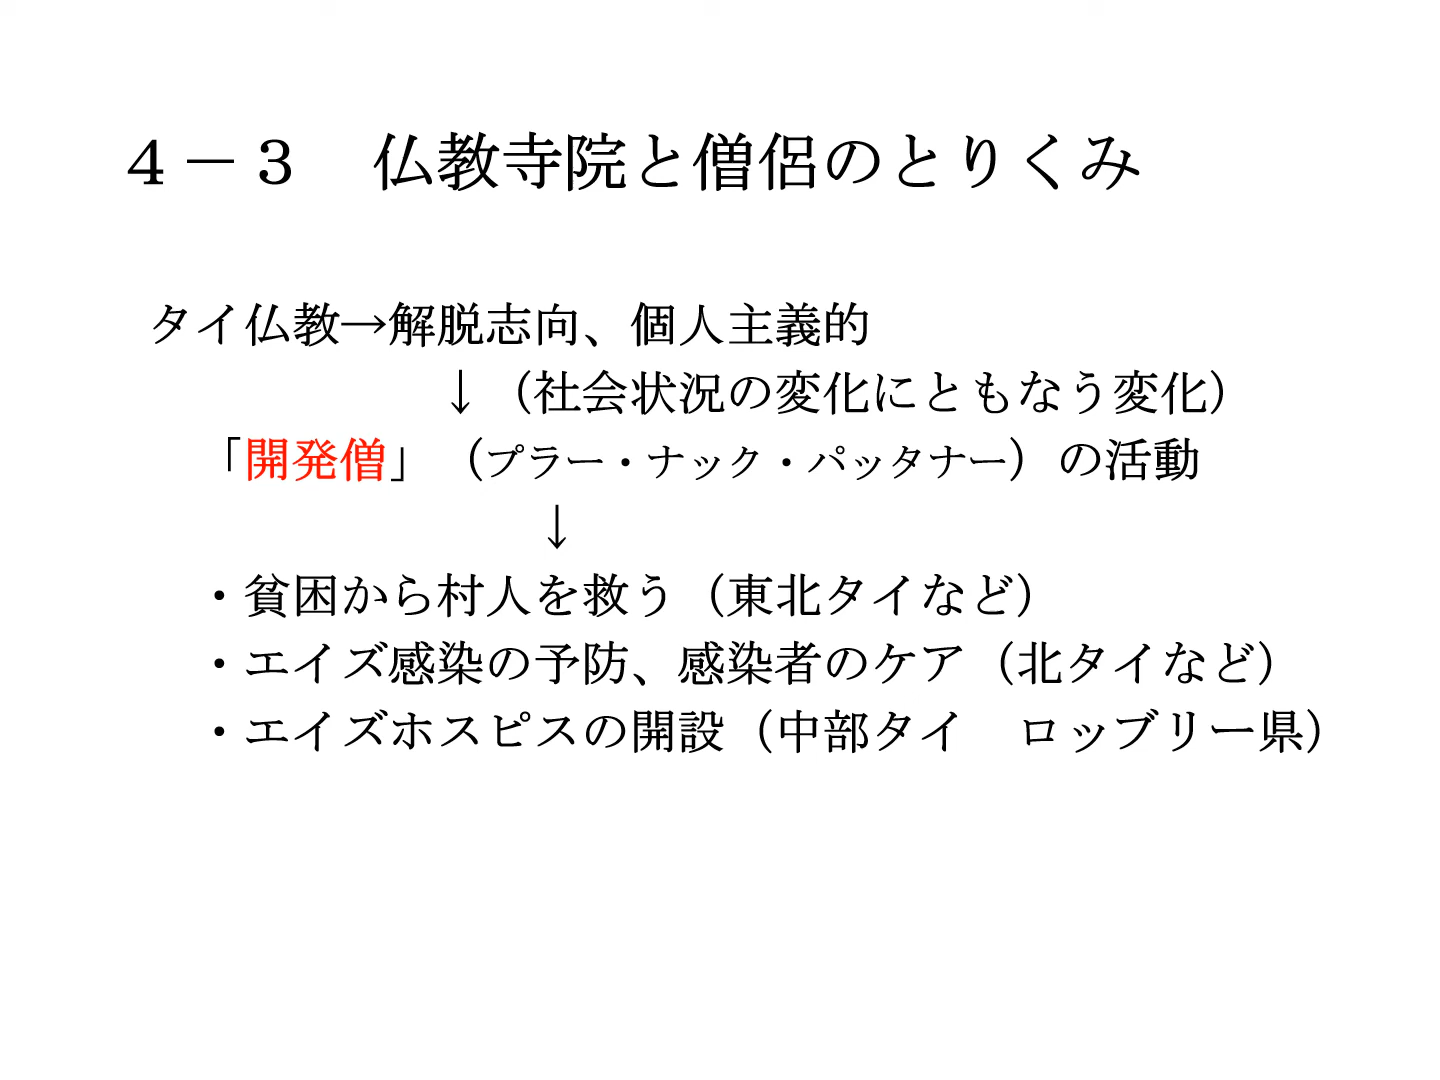 ４－３　仏教寺院と僧侶のとりくみ
タイ仏教→解脱志向、個人主義的
↓（社会状況の変化にともなう変化）
「開発僧」（プラー・ナック・パッタナー）の活動
↓
・貧困から村人を救う（東北タイなど）
・エイズ感染の予防、感染者のケア（北タイなど）
・エイズホスピスの開設（中部タイ　ロッブリー県）